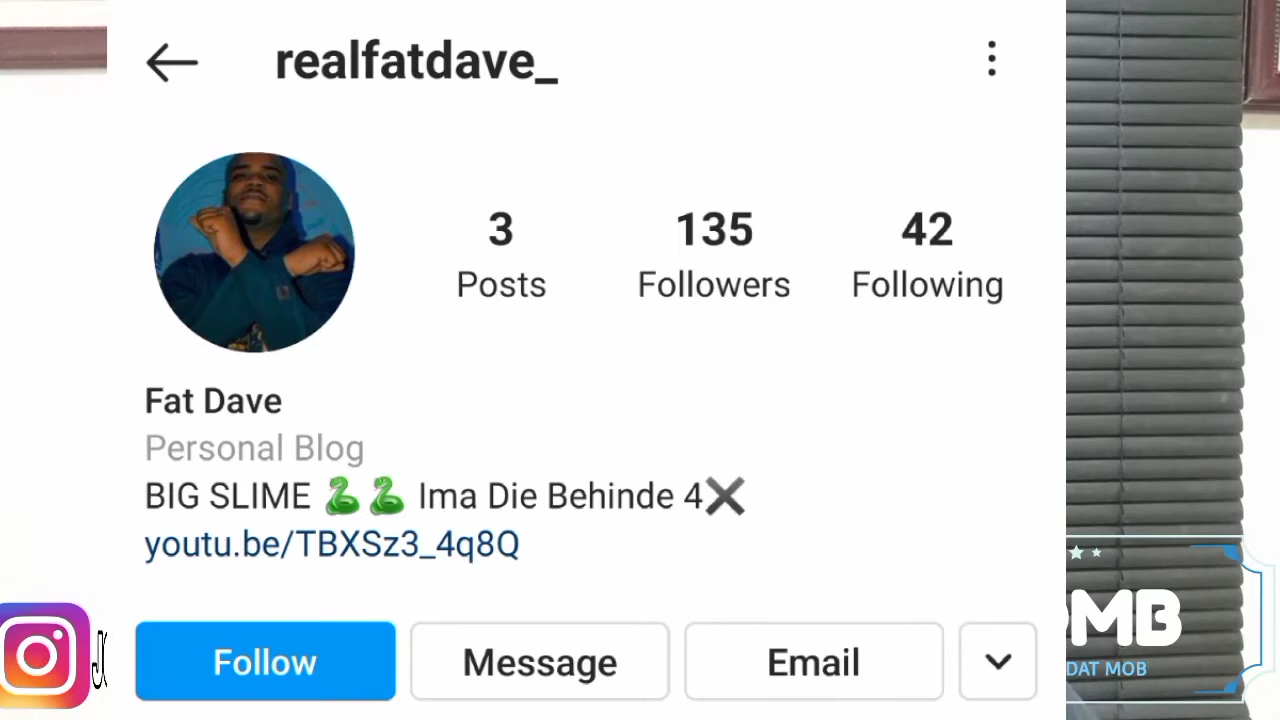 realfatdave_
3 135 42
Posts Followers Following
Fat Dave
Personal Blog
BIG SLIME 🐍🐍 Ima Die Behinde 4❌
youtu.be/TBXSz3_4q8Q
Follow Message Email
DAT MOB